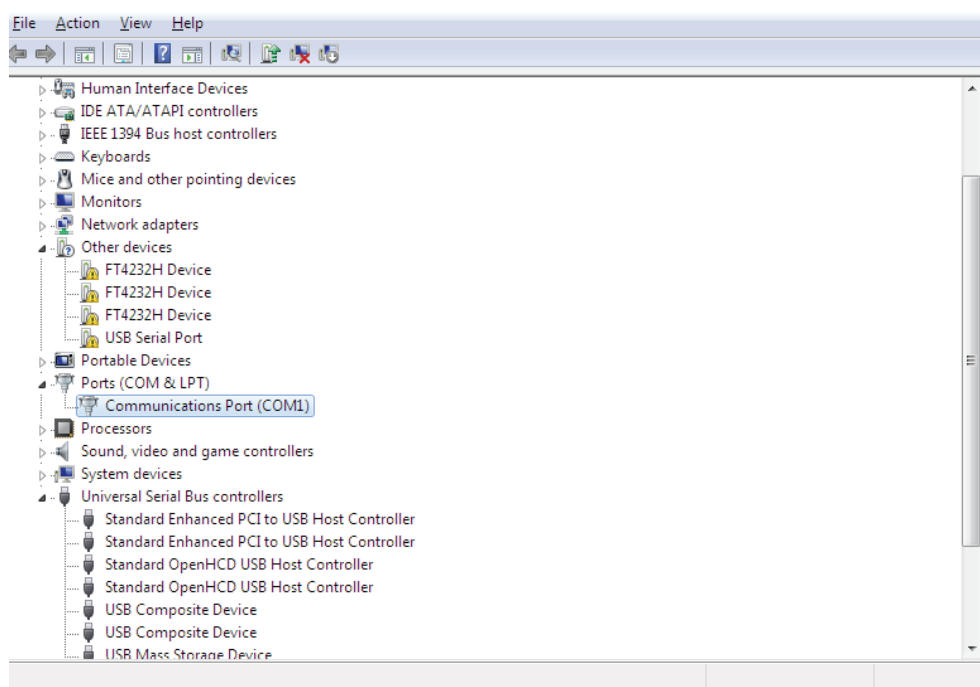 File Action View Help
Human Interface Devices
IDE ATA/ATAPI controllers
IEEE 1394 Bus host controllers
Keyboards
Mice and other pointing devices
Monitors
Network adapters
Other devices
FT4232H Device
FT4232H Device
FT4232H Device
USB Serial Port
Portable Devices
Ports (COM & LPT)
Communications Port (COM1)
Processors
Sound, video and game controllers
System devices
Universal Serial Bus controllers
Standard Enhanced PCI to USB Host Controller
Standard Enhanced PCI to USB Host Controller
Standard OpenHCD USB Host Controller
Standard OpenHCD USB Host Controller
USB Composite Device
USB Composite Device
USB Mass Storage Device